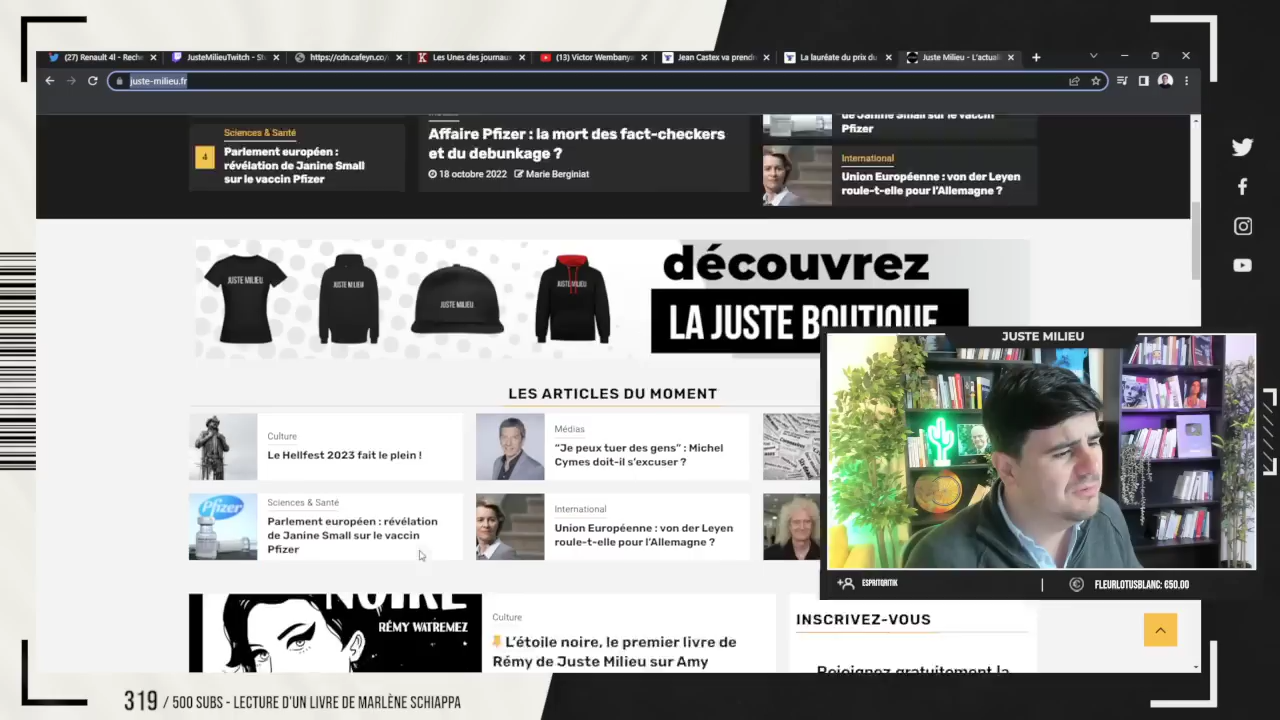 (27) Renault 4l - Reche
JusteMilieuTwitch - St
https://cdn.cafeyn.co/
Les Unes des journau
(13) Victor Wembanya
Jean Castex va prendr
La lauréate du prix du
Juste Milieu - L'actuali
juste-milieu.fr
Sciences & Santé
4
Parlement européen :
révélation de Janine Small
sur le vaccin Pfizer
Affaire Pfizer : la mort des fact-checkers
et du debunkage ?
18 octobre 2022 Marie Berginiat
de Janine Small sur le vaccin
Pfizer
International
Union Européenne : von der Leyen
roule-t-elle pour l'Allemagne ?
JUSTE MILIEU
JUSTE MILIEU
JUSTE MILIEU
JUSTE MILIEU
découvrez
LA JUSTE BOUTIQUE
LES ARTICLES DU MOMENT
Culture
Le Hellfest 2023 fait le plein !
Médias
“Je peux tuer des gens” : Michel
Cymes doit-il s'excuser ?
Pfizer
Sciences & Santé
Parlement européen : révélation
de Janine Small sur le vaccin
Pfizer
International
Union Européenne : von der Leyen
roule-t-elle pour l'Allemagne ?
JUSTE MILIEU
ESPRITQRITIK
FLEURLOTUSBLANC: €50.00
NOIRE
RÉMY WATREMEZ
Culture
L'étoile noire, le premier livre de
Rémy de Juste Milieu sur Amy
INSCRIVEZ-VOUS
Rejoignez gratuitement la
319 / 500 SUBS - LECTURE D'UN LIVRE DE MARLÈNE SCHIAPPA